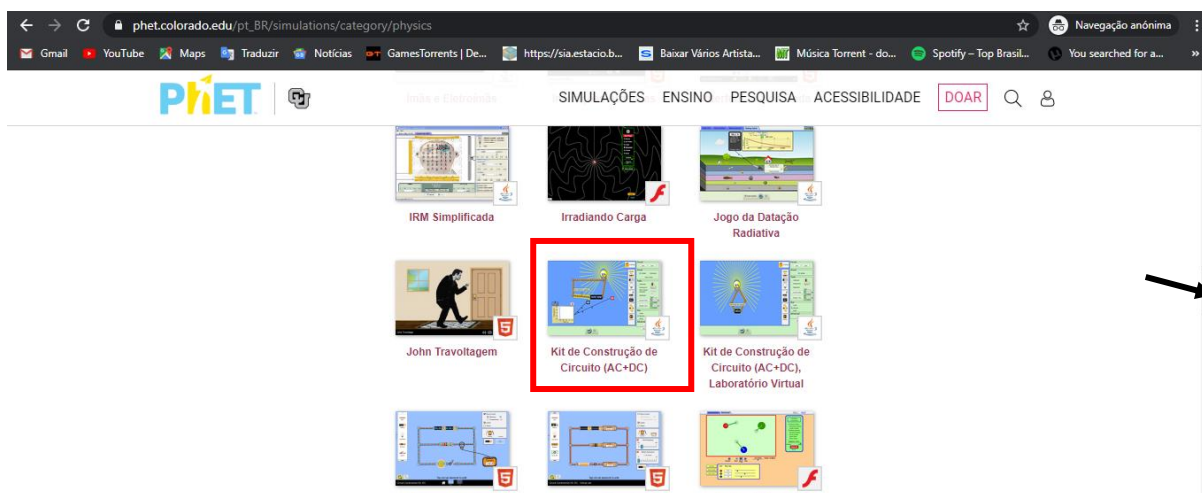 phet.colorado.edu/pt_BR/simulations/category/physics
Navegação anónima
Gmail
YouTube
Maps
Traduzir
Notícias
GamesTorrents | De...
https://sia.estacio.b...
Baixar Vários Artista...
Música Torrent - do...
Spotify – Top Brasil...
You searched for a...
»
PhET
SIMULAÇÕES ENSINO PESQUISA ACESSIBILIDADE DOAR
IRM Simplificada
Irradiando Carga
Jogo da Datação
Radiativa
John Travoltagem
Kit de Construção de
Circuito (AC+DC)
Kit de Construção de
Circuito (AC+DC),
Laboratório Virtual